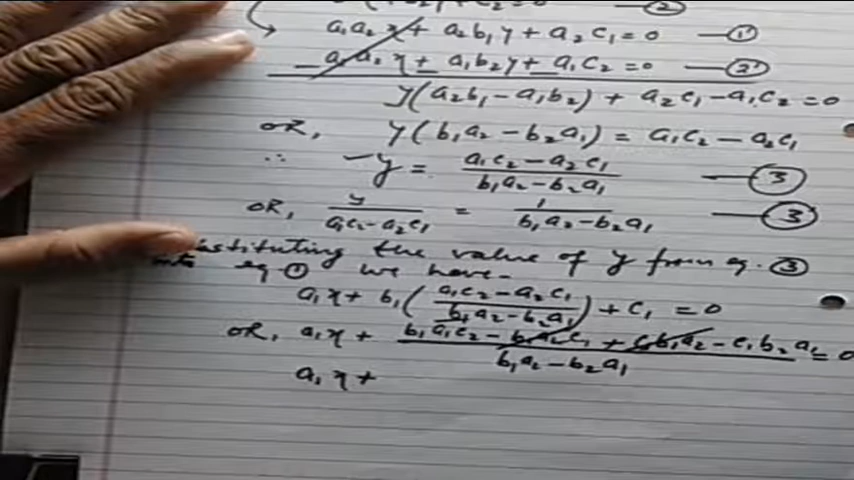 a₁a₂x + a₂b₁y + a₂c₁ = 0 — (1')
a₁a₂x + a₁b₂y + a₁c₂ = 0 — (2')
y(a₂b₁ - a₁b₂) + a₂c₁ - a₁c₂ = 0
OR, y(b₁a₂ - b₂a₁) = a₁c₂ - a₂c₁
∴ y = (a₁c₂ - a₂c₁)/(b₁a₂ - b₂a₁) — (3)
OR, y/(a₁c₂ - a₂c₁) = 1/(b₁a₂ - b₂a₁) — (3)
the value of y from eq. (3)
eq (1) we have -
a₁x + b₁((a₁c₂ - a₂c₁)/(b₁a₂ - b₂a₁)) + c₁ = 0
OR, a₁x + (b₁a₁c₂ - b₁a₂c₁ + c₁b₁a₂ - c₁b₂a₁)/(b₁a₂ - b₂a₁) = 0
a₁x +